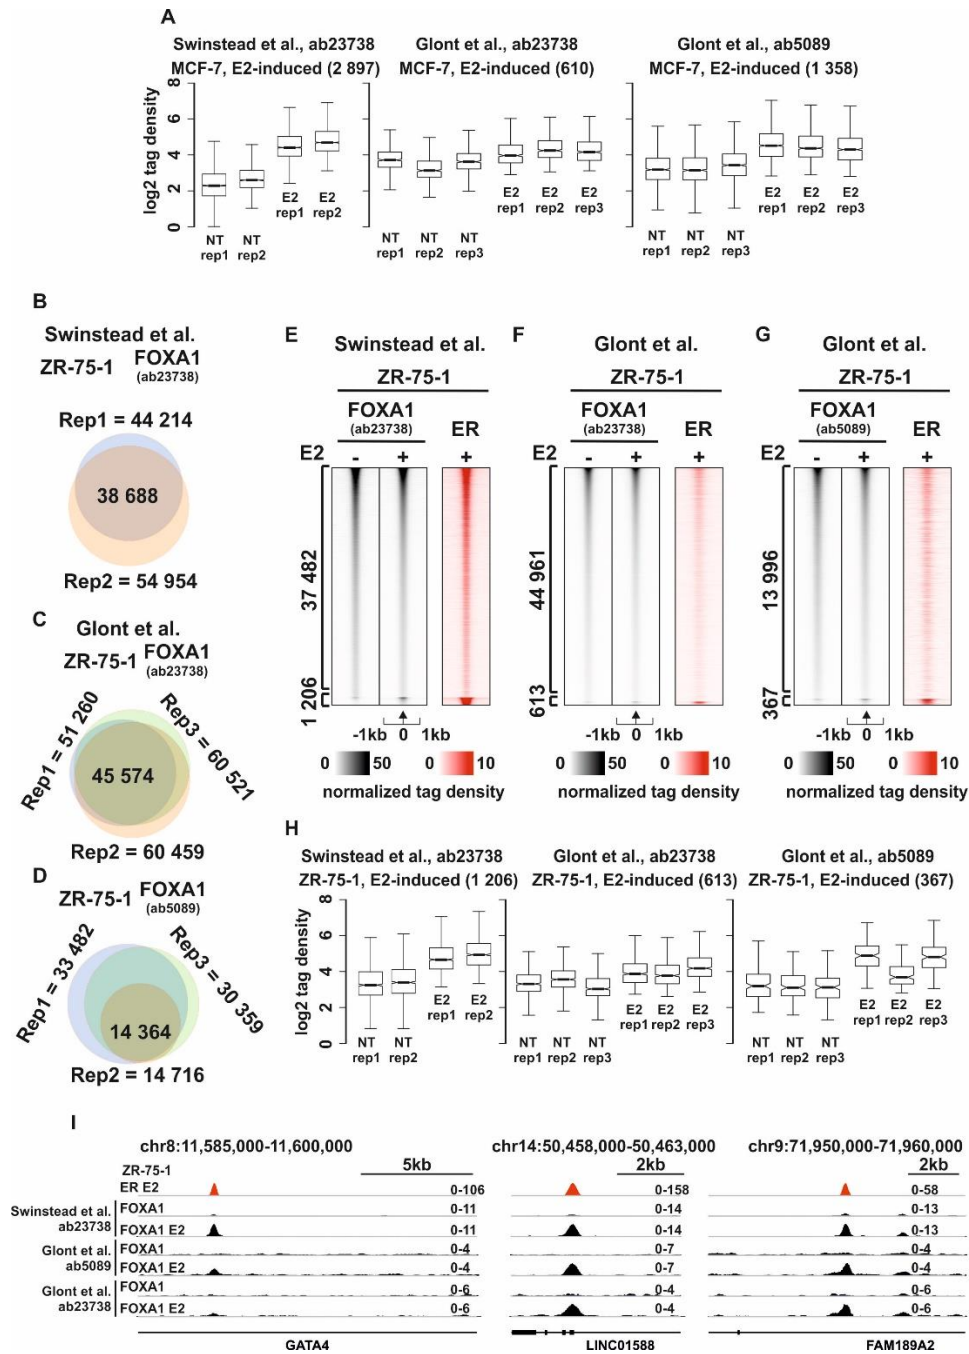 A
Swinstead et al., ab23738
MCF-7, E2-induced (2 897)
Glont et al., ab23738
MCF-7, E2-induced (610)
Glont et al., ab5089
MCF-7, E2-induced (1 358)
log2 tag density
8
6
4
2
0
NT rep1
NT rep2
E2 rep1
E2 rep2
NT rep1
NT rep2
NT rep3
E2 rep1
E2 rep2
E2 rep3
NT rep1
NT rep2
NT rep3
E2 rep1
E2 rep2
E2 rep3
B
Swinstead et al.
ZR-75-1 FOXA1
(ab23738)
Rep1 = 44 214
38 688
Rep2 = 54 954
C
Glont et al.
ZR-75-1 FOXA1
(ab23738)
Rep1 = 51 260
Rep3 = 60 521
45 574
Rep2 = 60 459
D
ZR-75-1 FOXA1
(ab5089)
Rep1 = 33 482
Rep3 = 30 359
14 364
Rep2 = 14 716
E
Swinstead et al.
ZR-75-1
FOXA1
(ab23738)
ER
E2 - + +
37 482
1 206
-1kb 0 1kb
0 50 0 10
normalized tag density
F
Glont et al.
ZR-75-1
FOXA1
(ab23738)
ER
- + +
44 961
613
-1kb 0 1kb
0 50 0 10
normalized tag density
G
Glont et al.
ZR-75-1
FOXA1
(ab5089)
ER
- + +
13 996
367
-1kb 0 1kb
0 50 0 10
normalized tag density
H
Swinstead et al., ab23738
ZR-75-1, E2-induced (1 206)
Glont et al., ab23738
ZR-75-1, E2-induced (613)
Glont et al., ab5089
ZR-75-1, E2-induced (367)
log2 tag density
8
6
4
2
0
NT rep1
NT rep2
E2 rep1
E2 rep2
NT rep1
NT rep2
NT rep3
E2 rep1
E2 rep2
E2 rep3
NT rep1
NT rep2
NT rep3
E2 rep1
E2 rep2
E2 rep3
I
chr8:11,585,000-11,600,000 chr14:50,458,000-50,463,000 chr9:71,950,000-71,960,000
5kb 2kb 2kb
ZR-75-1
ER E2 0-106 0-158 0-58
Swinstead et al. ab23738
FOXA1 0-11 0-14 0-13
FOXA1 E2 0-11 0-14 0-13
Glont et al. ab5089
FOXA1 0-4 0-7 0-4
FOXA1 E2 0-4 0-7 0-4
Glont et al. ab23738
FOXA1 0-6 0-4 0-6
FOXA1 E2 0-6 0-4 0-6
GATA4 LINC01588 FAM189A2